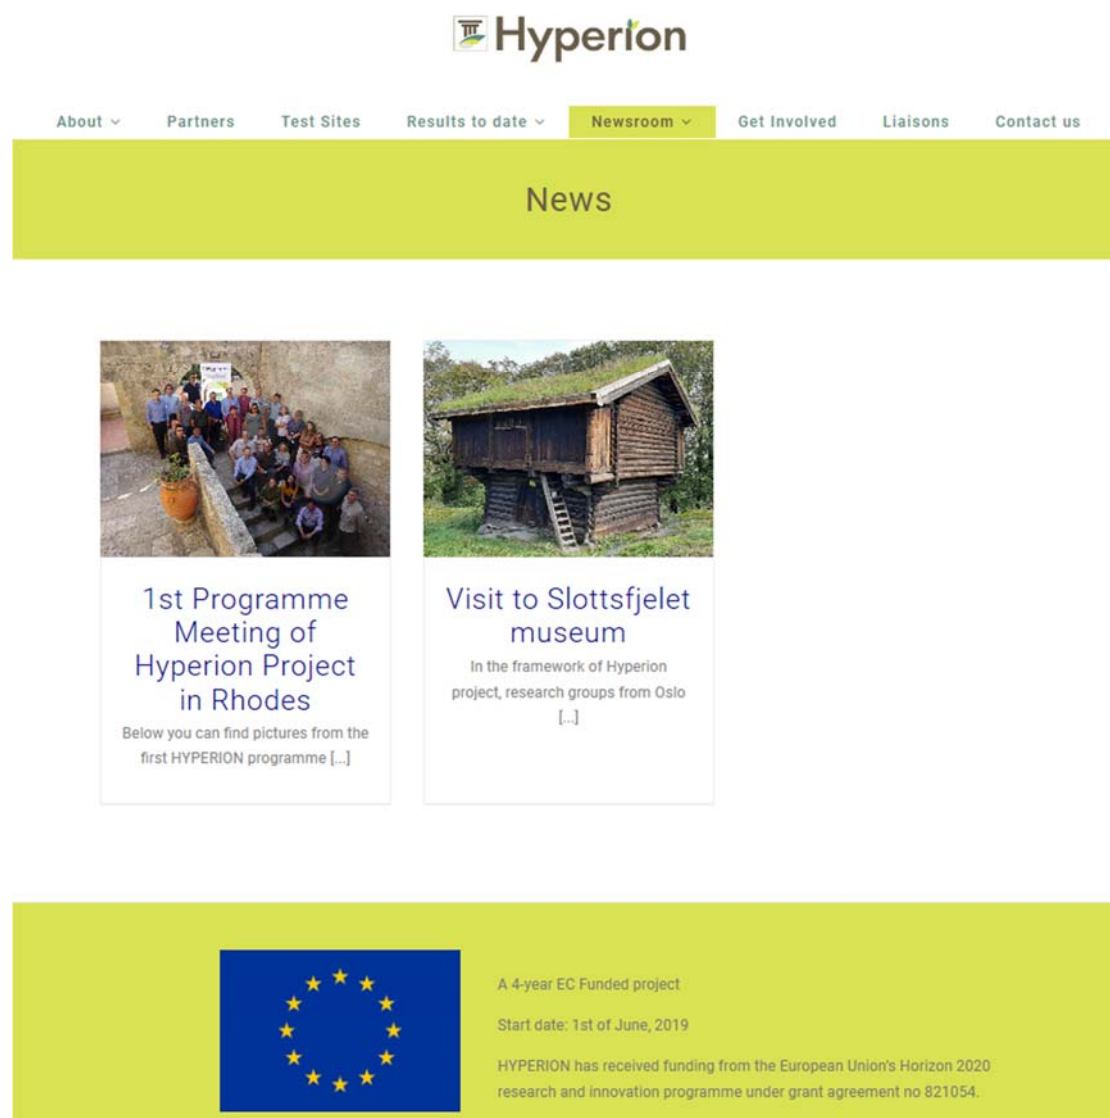 Hyperion
About Partners Test Sites Results to date Newsroom Get Involved Liaisons Contact us
News
1st Programme
Meeting of
Hyperion Project
in Rhodes
Below you can find pictures from the
first HYPERION programme [...]
Visit to Slottsfjelet
museum
In the framework of Hyperion
project, research groups from Oslo
[...]
A 4-year EC Funded project
Start date: 1st of June, 2019
HYPERION has received funding from the European Union's Horizon 2020
research and innovation programme under grant agreement no 821054.